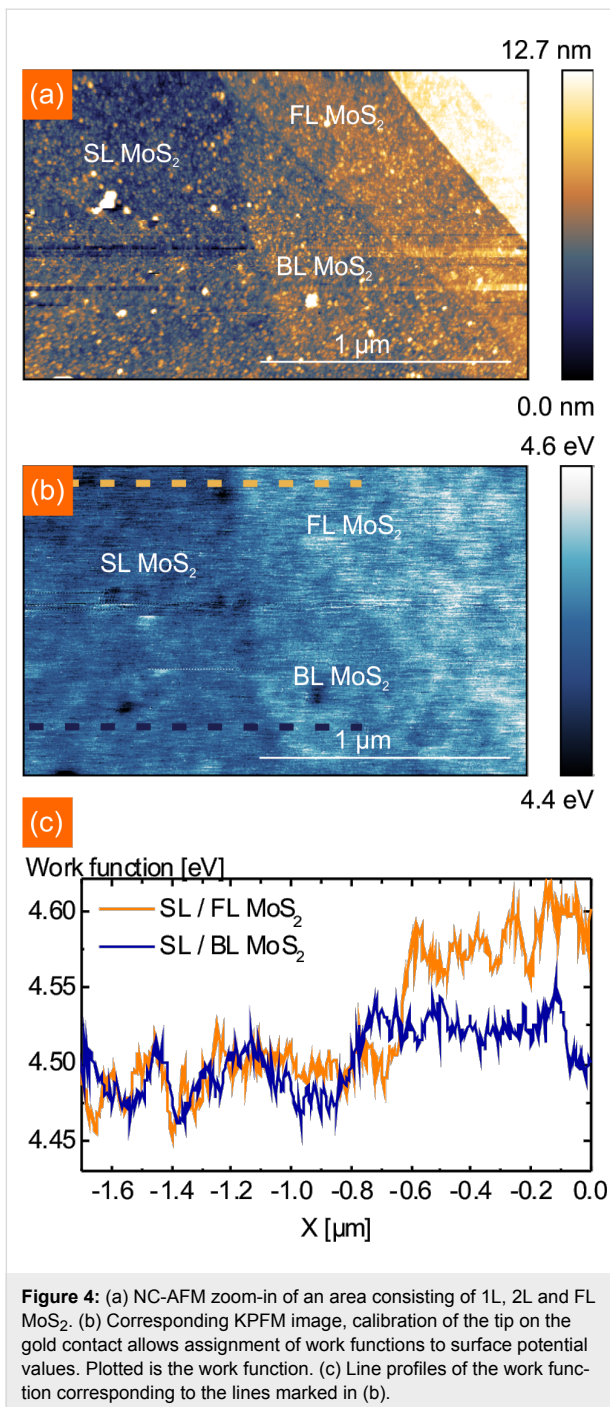 12.7 nm
(a)
FL MoS₂
SL MoS₂
BL MoS₂
1 µm
0.0 nm
4.6 eV
(b)
FL MoS₂
SL MoS₂
BL MoS₂
1 µm
4.4 eV
(c)
Work function [eV]
SL / FL MoS₂
SL / BL MoS₂
4.60
4.55
4.50
4.45
-1.6 -1.4 -1.2 -1.0 -0.8 -0.6 -0.4 -0.2 0.0
X [µm]
Figure 4: (a) NC-AFM zoom-in of an area consisting of 1L, 2L and FL
MoS₂. (b) Corresponding KPFM image, calibration of the tip on the
gold contact allows assignment of work functions to surface potential
values. Plotted is the work function. (c) Line profiles of the work func-
tion corresponding to the lines marked in (b).